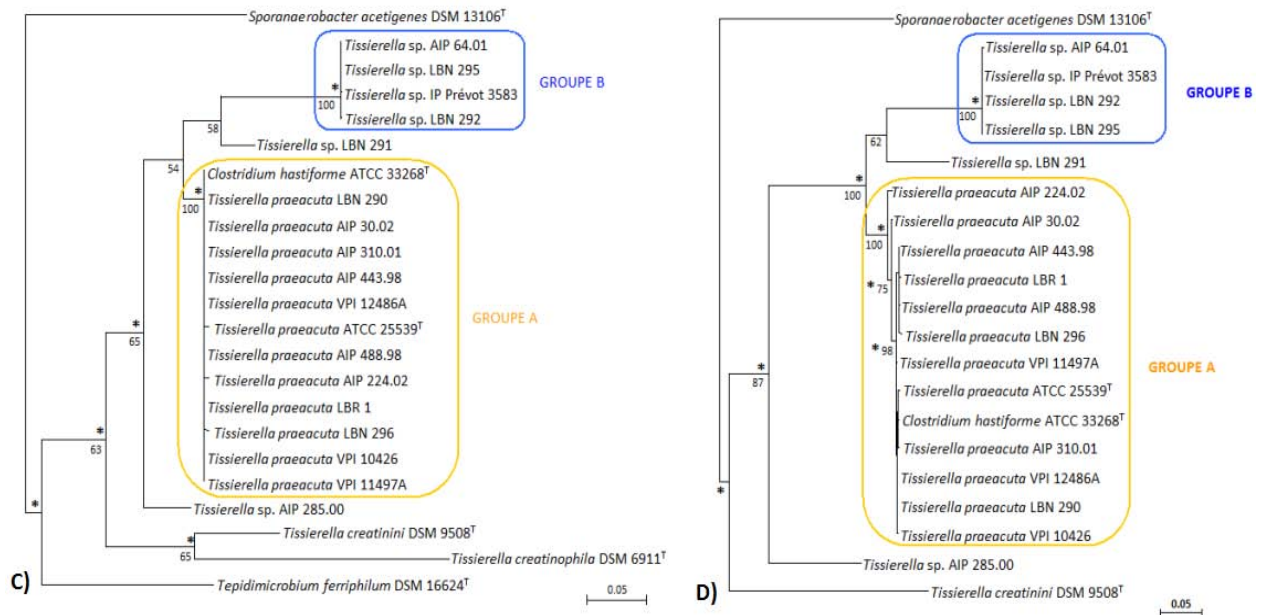 Sporanaerobacter acetigenes DSM 13106ᵀ
Tissierella sp. AIP 64.01
Tissierella sp. LBN 295
GROUPE B
* Tissierella sp. IP Prévot 3583
100
Tissierella sp. LBN 292
58
Tissierella sp. LBN 291
54
Clostridium hastiforme ATCC 33268ᵀ
*
Tissierella praeacuta LBN 290
100
Tissierella praeacuta AIP 30.02
Tissierella praeacuta AIP 310.01
Tissierella praeacuta AIP 443.98
Tissierella praeacuta VPI 12486A
GROUPE A
*
Tissierella praeacuta ATCC 25539ᵀ
65
Tissierella praeacuta AIP 488.98
Tissierella praeacuta AIP 224.02
Tissierella praeacuta LBR 1
*
Tissierella praeacuta LBN 296
63
Tissierella praeacuta VPI 10426
Tissierella praeacuta VPI 11497A
Tissierella sp. AIP 285.00
*
Tissierella creatinini DSM 9508ᵀ
*
65
Tissierella creatinophila DSM 6911ᵀ
C)
Tepidimicrobium ferriphilum DSM 16624ᵀ
0.05
Sporanaerobacter acetigenes DSM 13106ᵀ
Tissierella sp. AIP 64.01
Tissierella sp. IP Prévot 3583
GROUPE B
* Tissierella sp. LBN 292
100
Tissierella sp. LBN 295
62
Tissierella sp. LBN 291
*
100
Tissierella praeacuta AIP 224.02
Tissierella praeacuta AIP 30.02
*
100
Tissierella praeacuta AIP 443.98
Tissierella praeacuta LBR 1
* 75
Tissierella praeacuta AIP 488.98
Tissierella praeacuta LBN 296
* 98
Tissierella praeacuta VPI 11497A
GROUPE A
*
87
Tissierella praeacuta ATCC 25539ᵀ
Clostridium hastiforme ATCC 33268ᵀ
Tissierella praeacuta AIP 310.01
Tissierella praeacuta VPI 12486A
*
Tissierella praeacuta LBN 290
Tissierella praeacuta VPI 10426
Tissierella sp. AIP 285.00
D)
Tissierella creatinini DSM 9508ᵀ
0.05